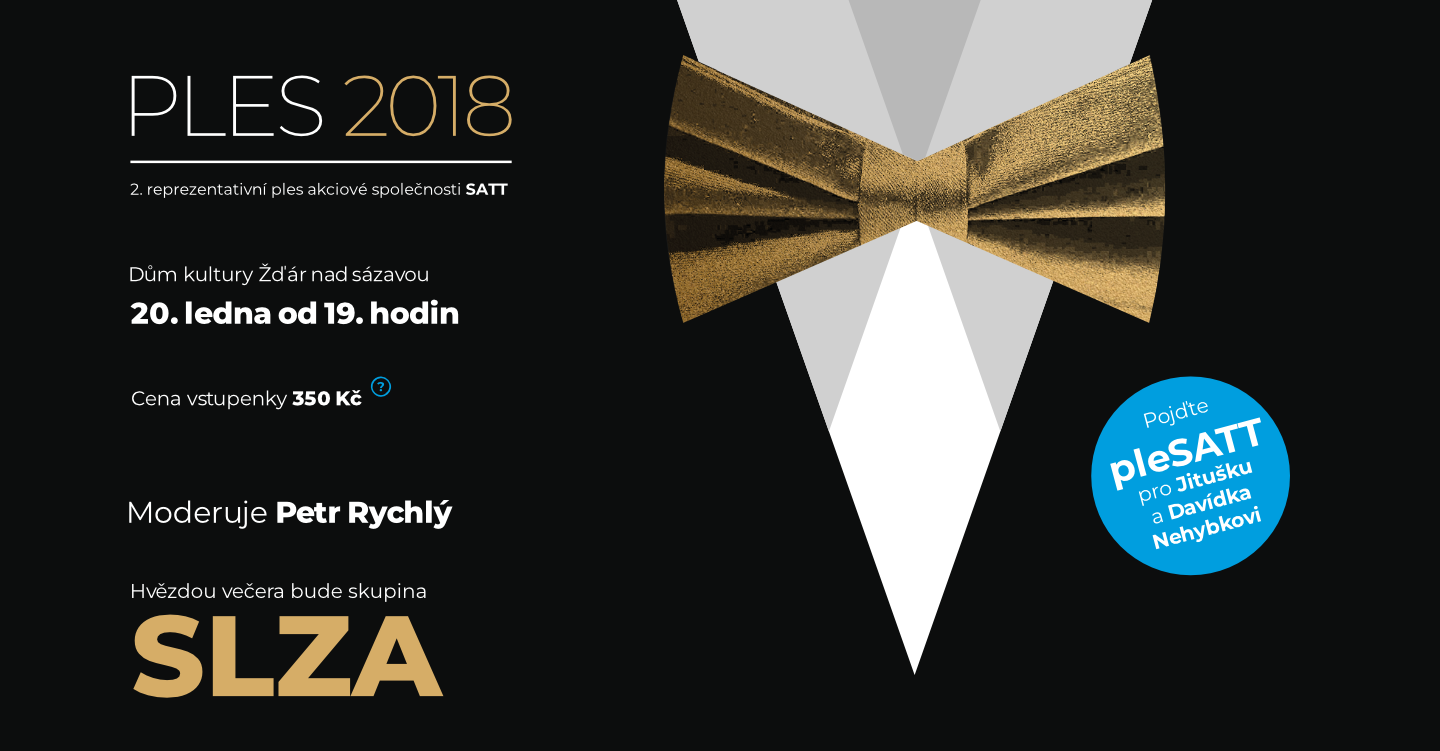 PLES 2018
2. reprezentativní ples akciové společnosti SATT
Dům kultury Žďár nad sázavou
20. ledna od 19. hodin
Cena vstupenky 350 Kč ?
Moderuje Petr Rychlý
Hvězdou večera bude skupina
SLZA
Pojďte
pleSATT
pro Jitušku
a Davídka
Nehybkovi